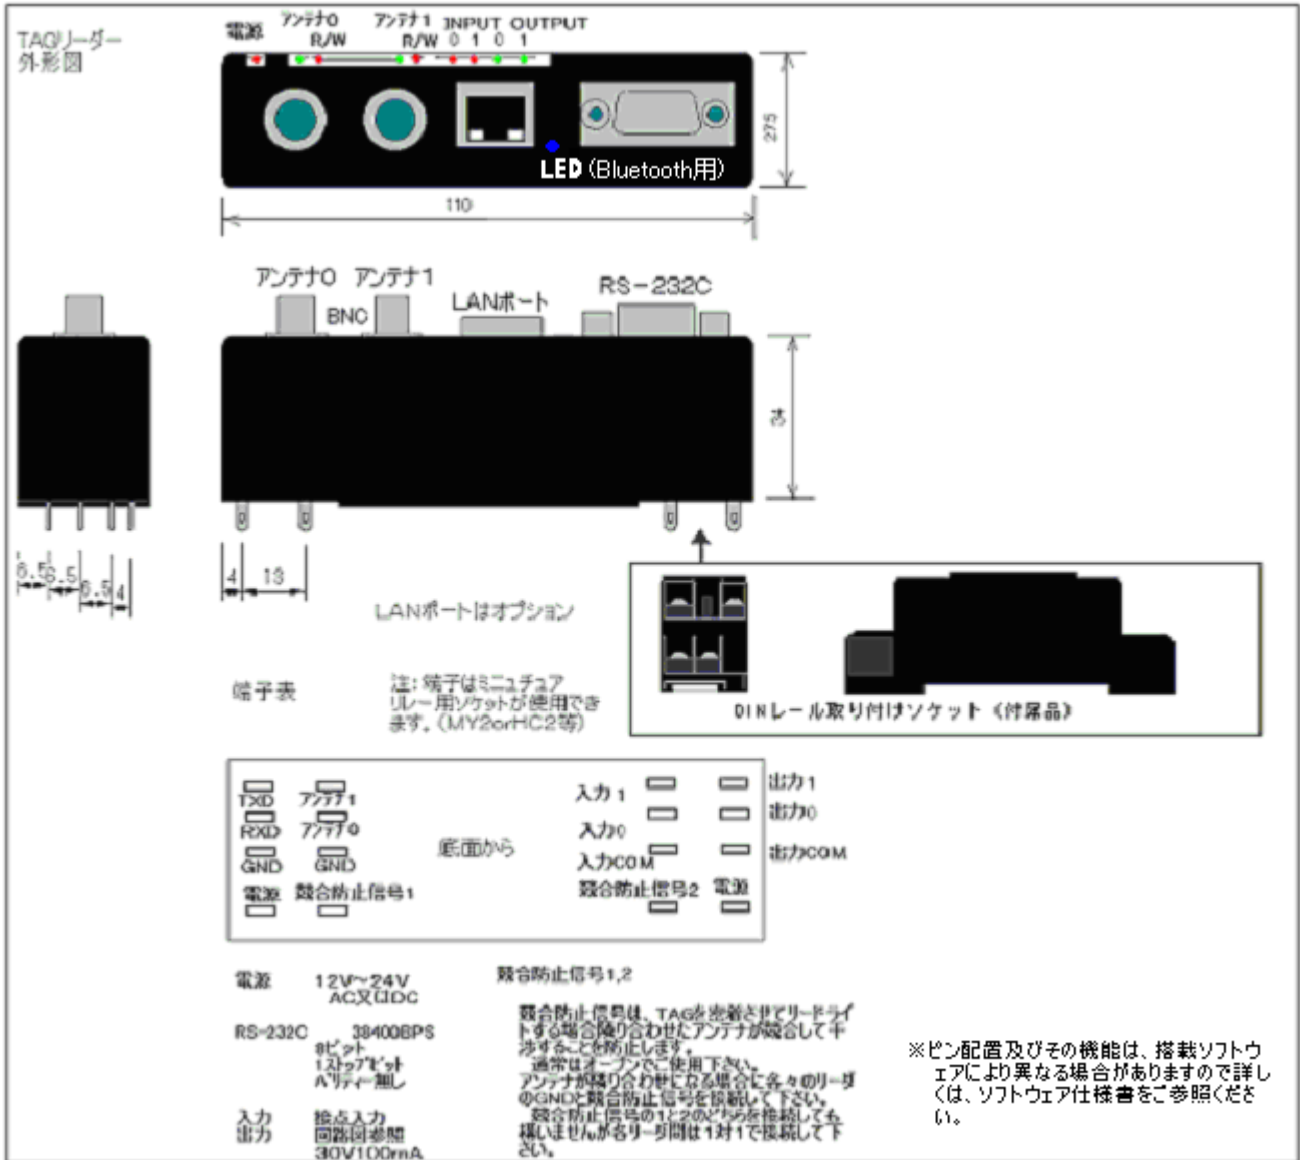 TAGリーダー
外形図
電源
アンテナ0 アンテナ1 INPUT OUTPUT
R/W R/W 0 1 0 1
LED (Bluetooth用)
275
110
アンテナ0 アンテナ1
BNC
LANポート
RS-232C
6.5
6.5
6.5
4
4 13
LANポートはオプション
端子表
注: 端子はミニュチュア
リレー用ソケットが使用でき
ます。(MY2orHC2等)
DINレール取り付けソケット《付属品》
TXD アンテナ1
RXD アンテナ0
GND GND
電源 競合防止信号1
底面から
入力1 出力1
入力0 出力0
入力COM 出力COM
競合防止信号2 電源
電源 12V~24V
AC又はDC
RS-232C 38400BPS
8ビット
1ストップビット
パリティー無し
入力 接点入力
出力 回路図参照
30V100mA
競合防止信号1,2
競合防止信号は、TAGを密着させてリードライ
トする場合隣り合わせたアンテナが競合して干
渉することを防止します。
通常はオープンでご使用下さい。
アンテナが隣り合わせになる場合に各々のリーダ
のGNDと競合防止信号を接続して下さい。
競合防止信号の1と2のどちらを接続しても
構いませんが各リーダ間は1対1で接続して下
さい。
※ピン配置及びその機能は、搭載ソフトウ
ェアにより異なる場合がありますので詳し
くは、ソフトウェア仕様書をご参照くださ
い。